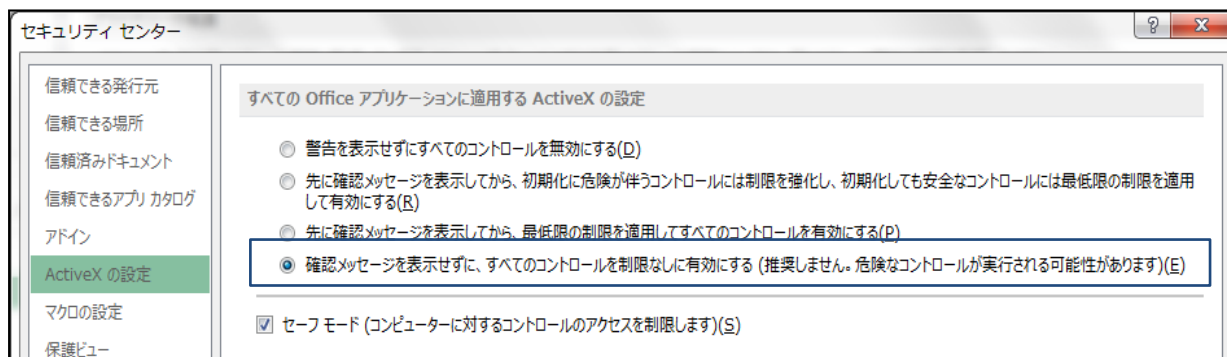 セキュリティ センター
信頼できる発行元
信頼できる場所
信頼済みドキュメント
信頼できるアプリ カタログ
アドイン
ActiveX の設定
マクロの設定
保護ビュー
すべての Office アプリケーションに適用する ActiveX の設定
警告を表示せずにすべてのコントロールを無効にする(D)
先に確認メッセージを表示してから、初期化に危険が伴うコントロールには制限を強化し、初期化しても安全なコントロールには最低限の制限を適用
して有効にする(R)
先に確認メッセージを表示してから、最低限の制限を適用してすべてのコントロールを有効にする(P)
確認メッセージを表示せずに、すべてのコントロールを制限なしに有効にする (推奨しません。危険なコントロールが実行される可能性があります)(E)
セーフ モード (コンピューターに対するコントロールのアクセスを制限します)(S)